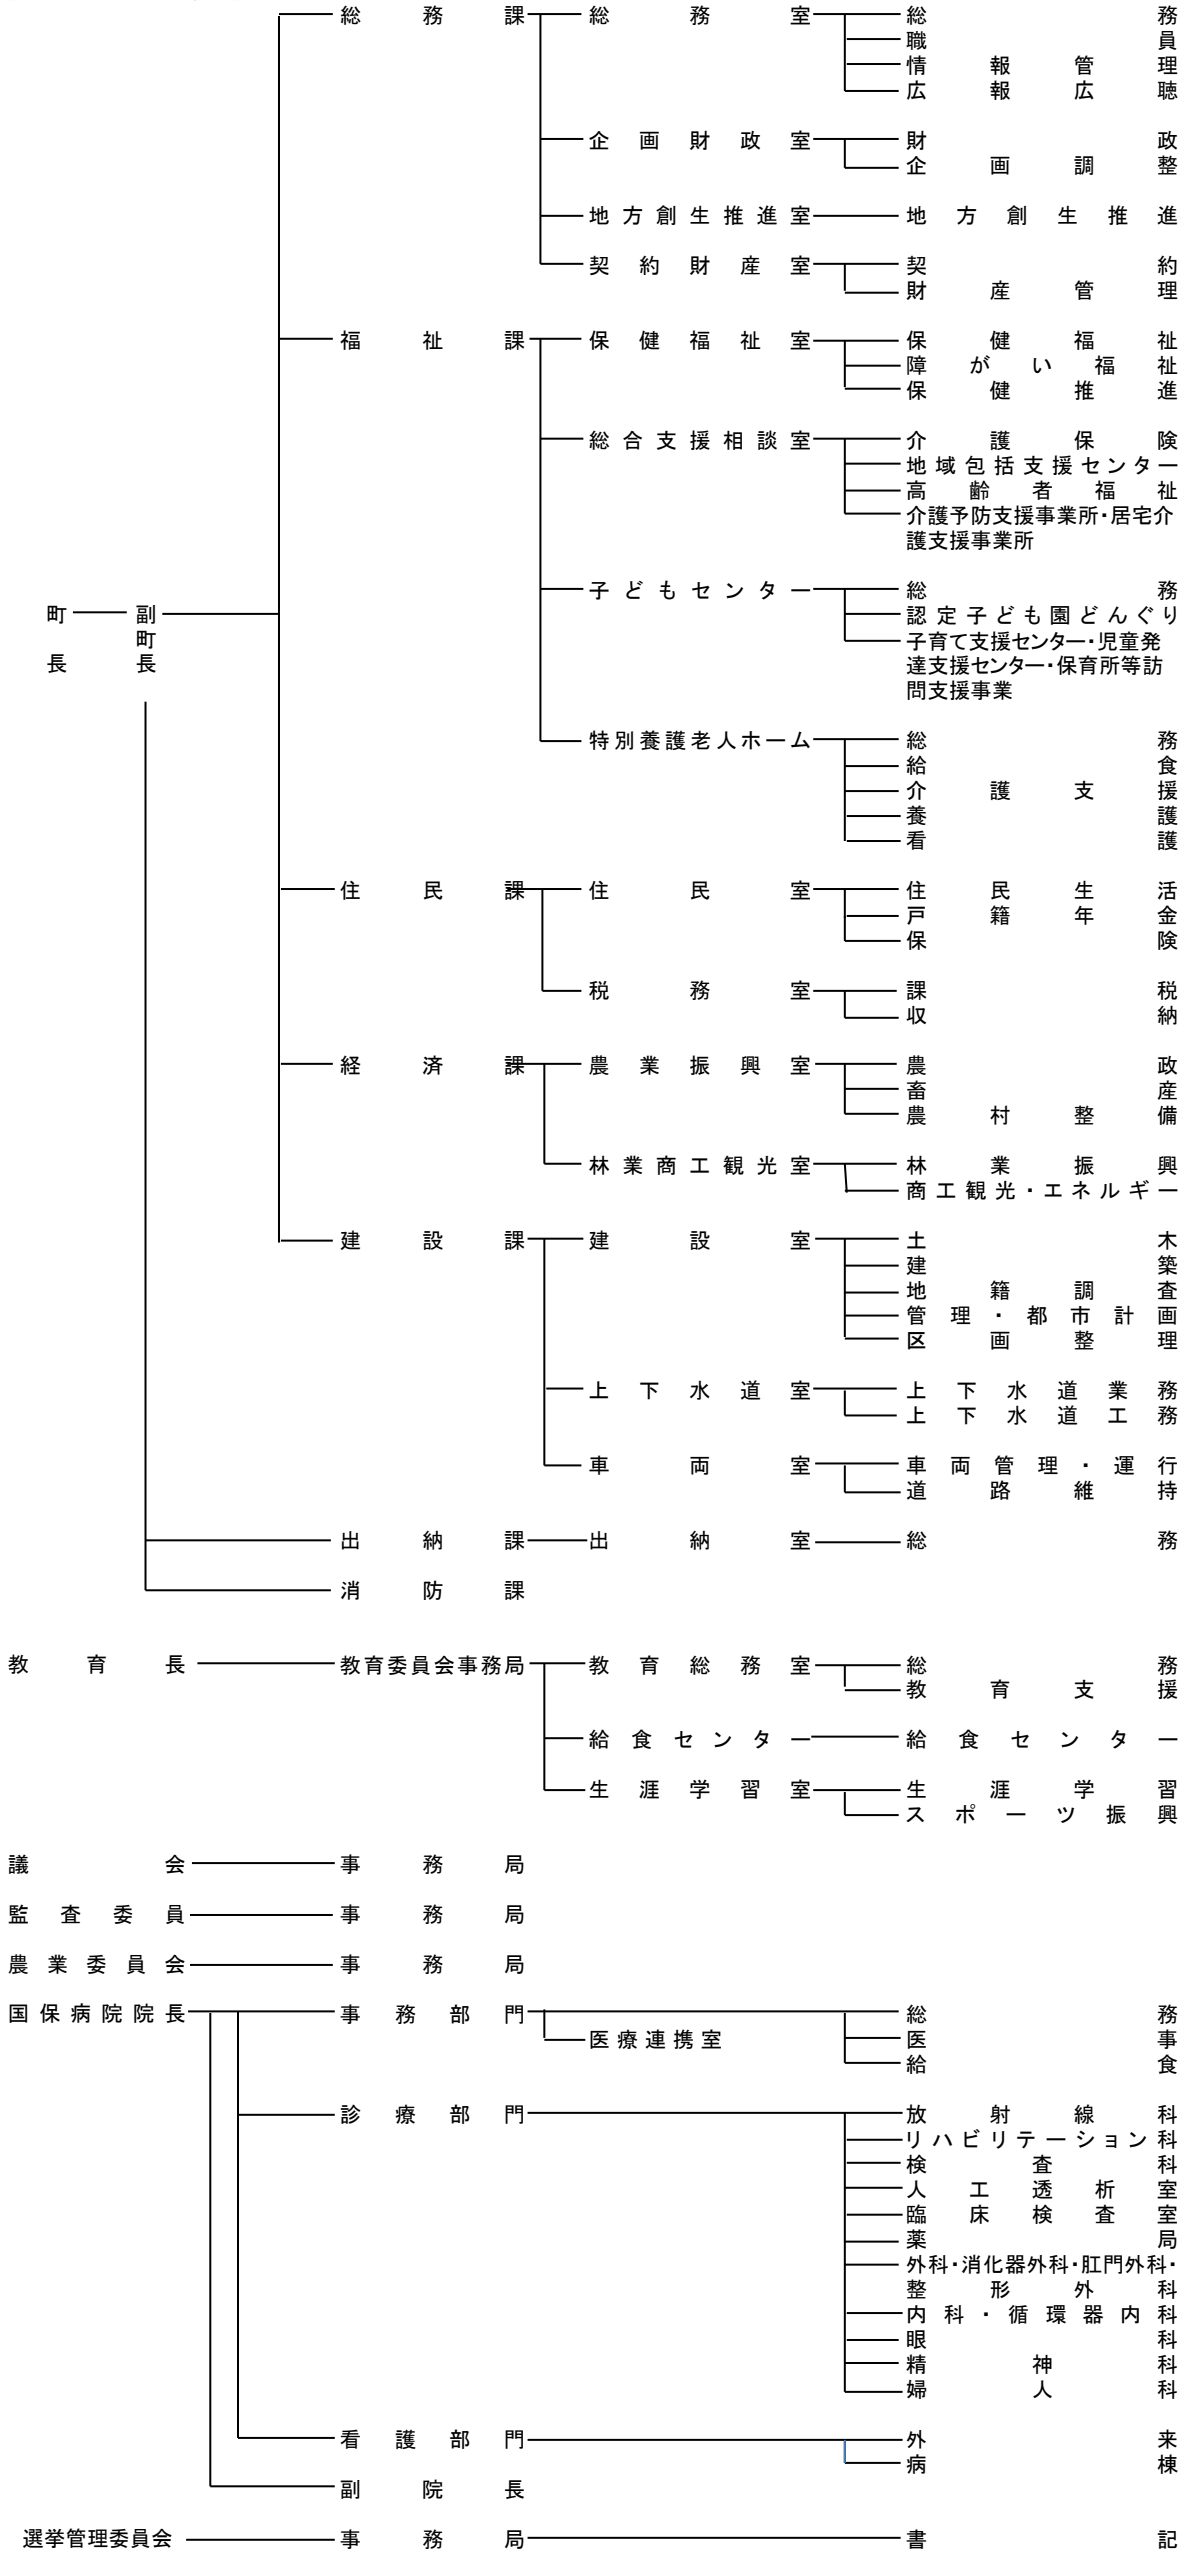 総務課 総務室 総務
職員
情報管理
広報広聴
企画財政室 財政
企画調整
地方創生推進室 地方創生推進
契約財産室 契約
財産管理
福祉課 保健福祉室 保健福祉
障がい福祉
保健推進
総合支援相談室 介護保険
地域包括支援センター
高齢者福祉
介護予防支援事業所・居宅介
護支援事業所
子どもセンター 総務
町長 副町長 認定子ども園どんぐり
子育て支援センター・児童発
達支援センター・保育所等訪
問支援事業
特別養護老人ホーム 総務
給食
介護支援
養護
看護
住民課 住民室 住民生活
戸籍年金
保険
税務室 課税
収納
経済課 農業振興室 農政
畜産
農村整備
林業商工観光室 林業振興
商工観光・エネルギー
建設課 建設室 土木
建築
地籍調査
管理・都市計画
区画整理
上下水道室 上下水道業務
上下水道工務
車両室 車両管理・運行
道路維持
出納課 出納室 総務
消防課
教育長 教育委員会事務局 教育総務室 総務
教育支援
給食センター 給食センター
生涯学習室 生涯学習
スポーツ振興
議会 事務局
監査委員 事務局
農業委員会 事務局
国保病院院長 事務部門 総務
医療連携室 医事
給食
診療部門 放射線科
リハビリテーション科
検査科
人工透析室
臨床検査室
薬局
外科・消化器外科・肛門外科・
整形外科
内科・循環器内科
眼科
精神科
婦人科
看護部門 外来
病棟
副院長
選挙管理委員会 事務局 書記